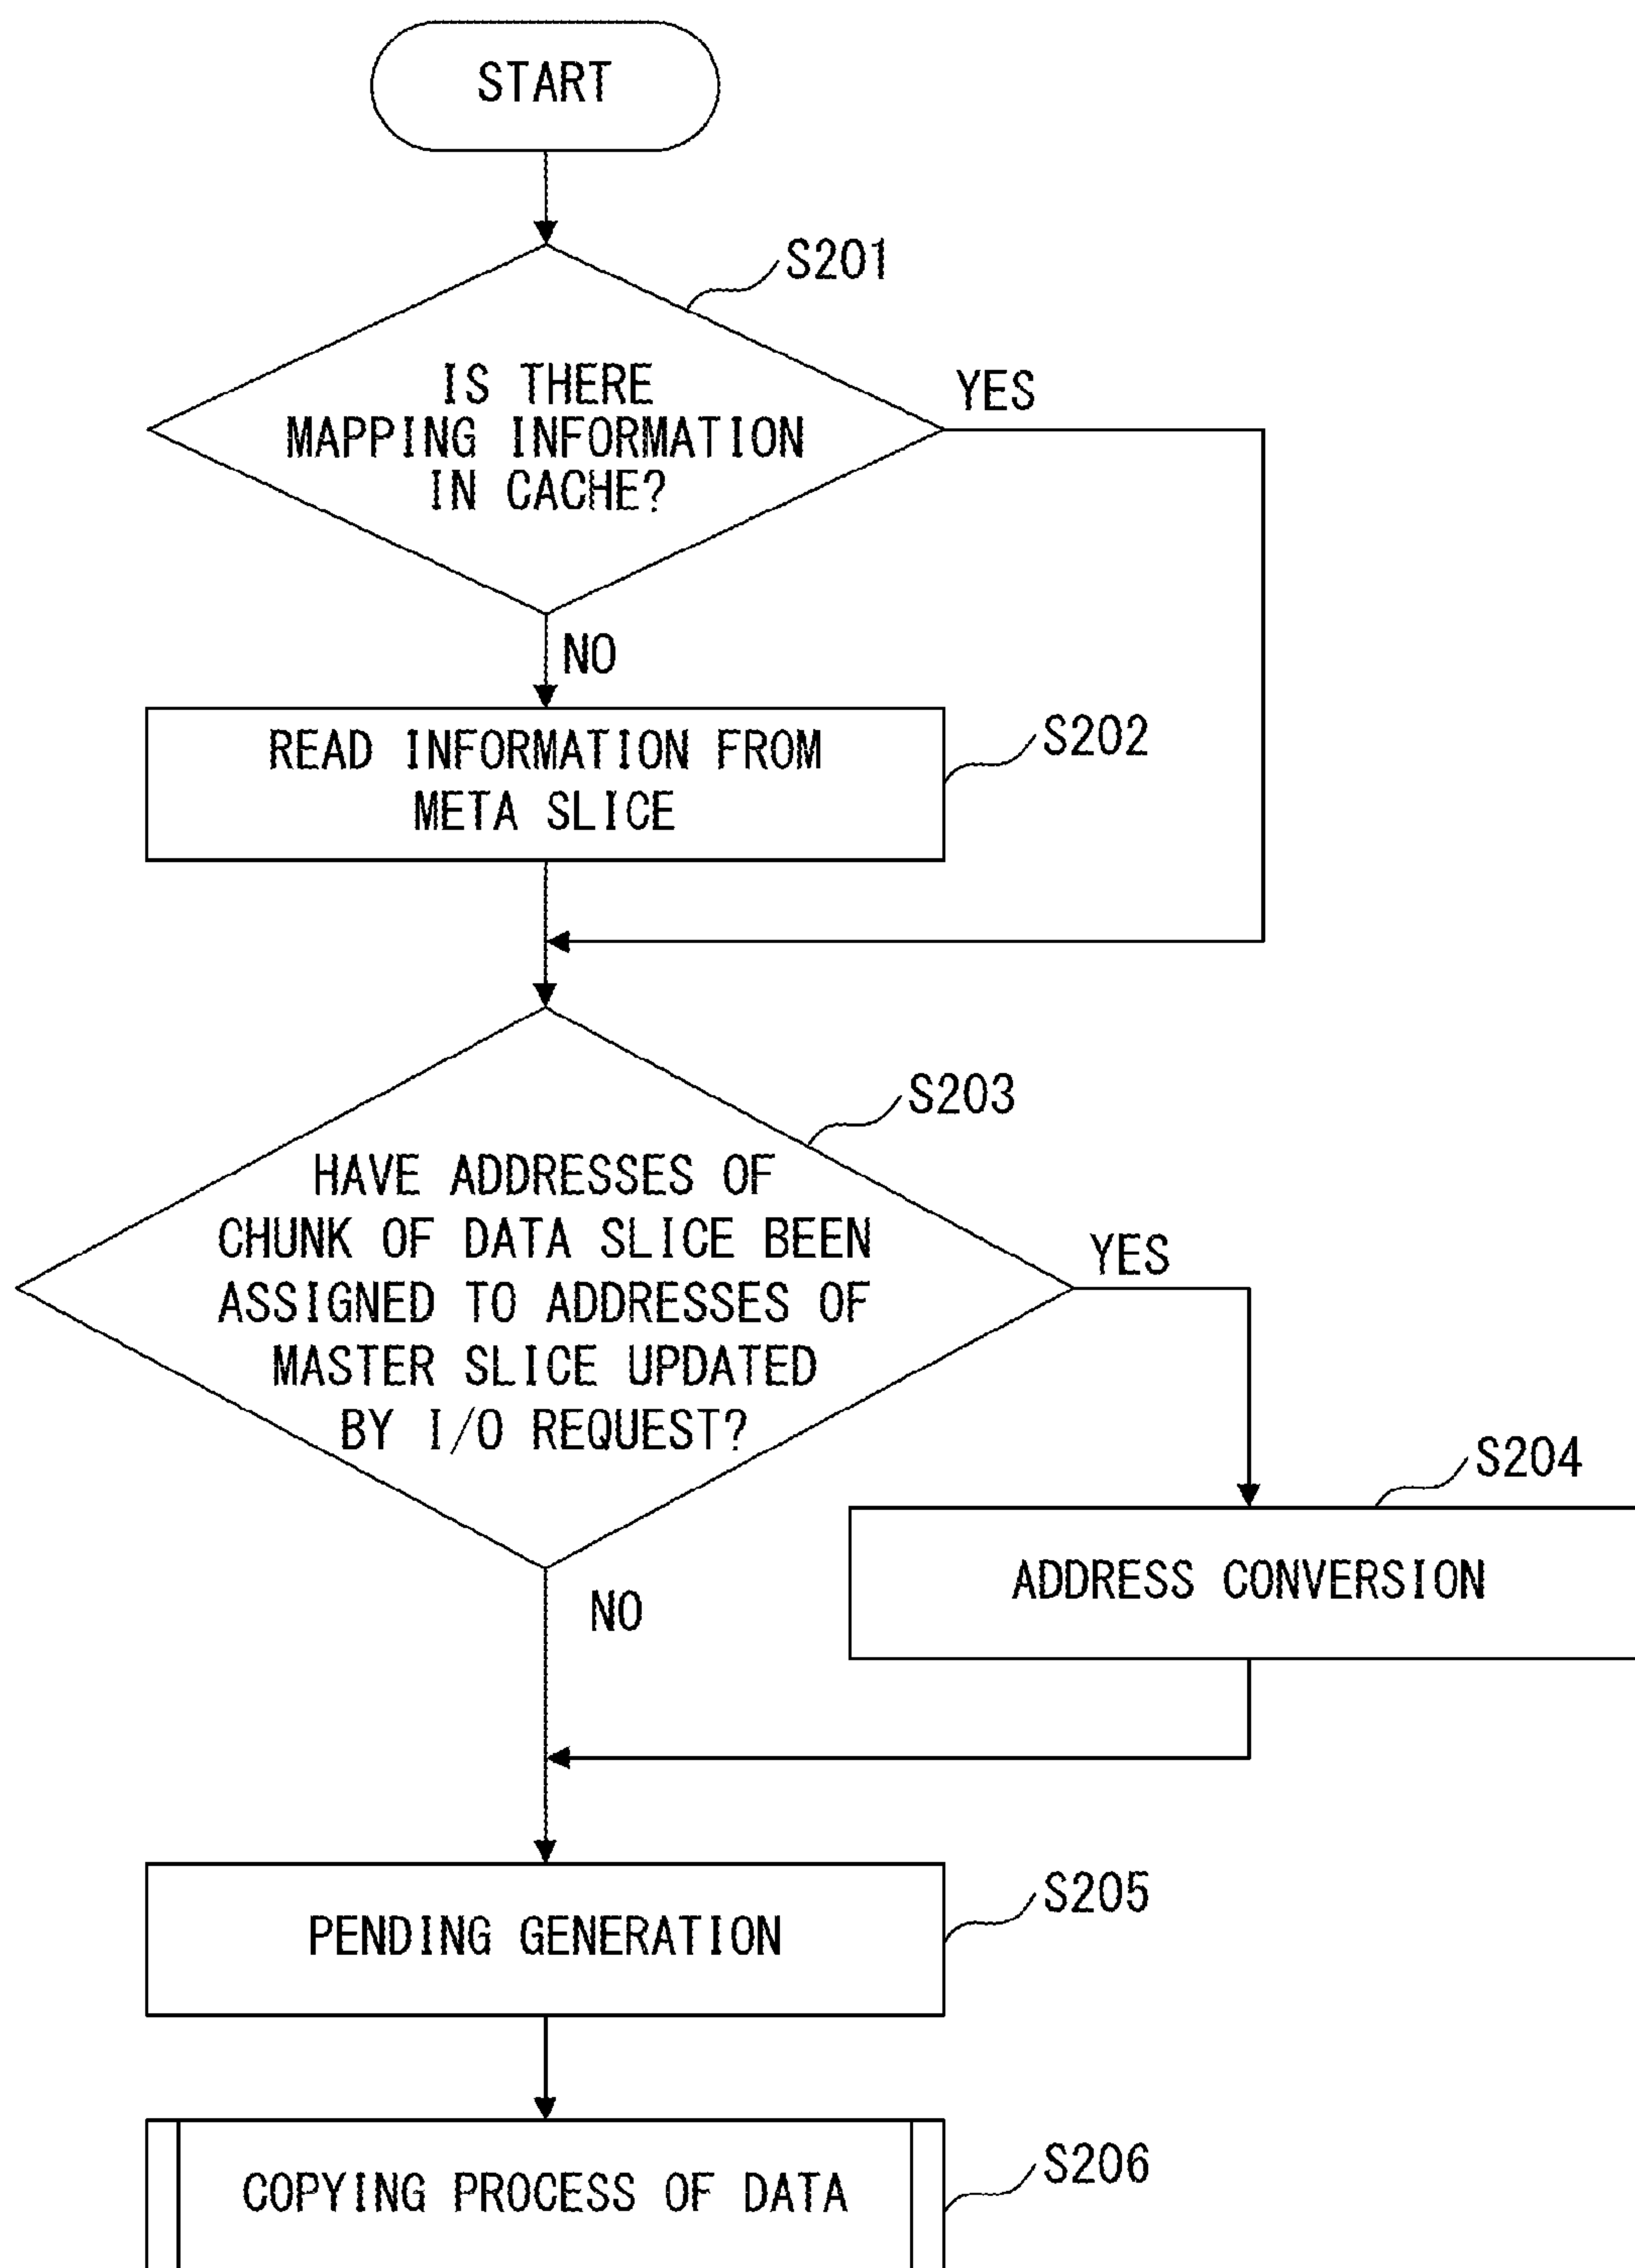 START
S201
IS THERE
MAPPING INFORMATION
IN CACHE?
YES
NO
READ INFORMATION FROM
META SLICE
S202
S203
HAVE ADDRESSES OF
CHUNK OF DATA SLICE BEEN
ASSIGNED TO ADDRESSES OF
MASTER SLICE UPDATED
BY I/O REQUEST?
YES
S204
ADDRESS CONVERSION
NO
PENDING GENERATION
S205
COPYING PROCESS OF DATA
S206